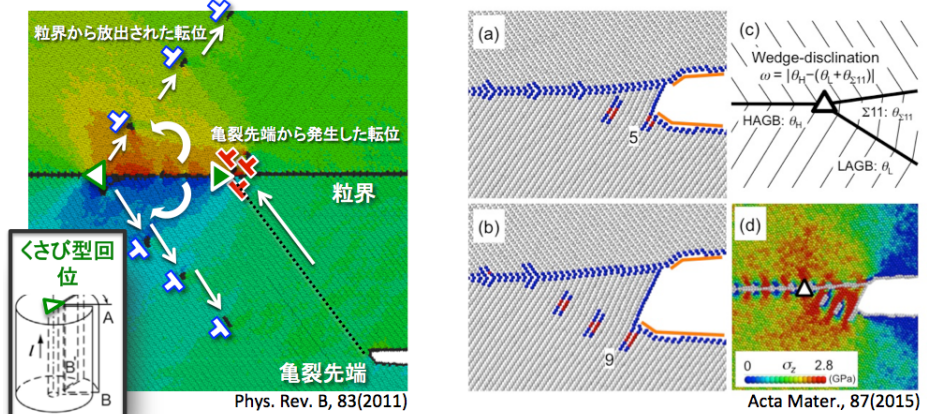 粒界から放出された転位
亀裂先端から発生した転位
粒界
くさび型回
位
A
l
B'
B
亀裂先端
Phys. Rev. B, 83(2011)
(a)
5
(b)
9
(c)
Wedge-disclination
ω = |θH−(θL+θΣ11)|
HAGB: θH
Σ11: θΣ11
LAGB: θL
(d)
0 σz 2.8
(GPa)
Acta Mater., 87(2015)